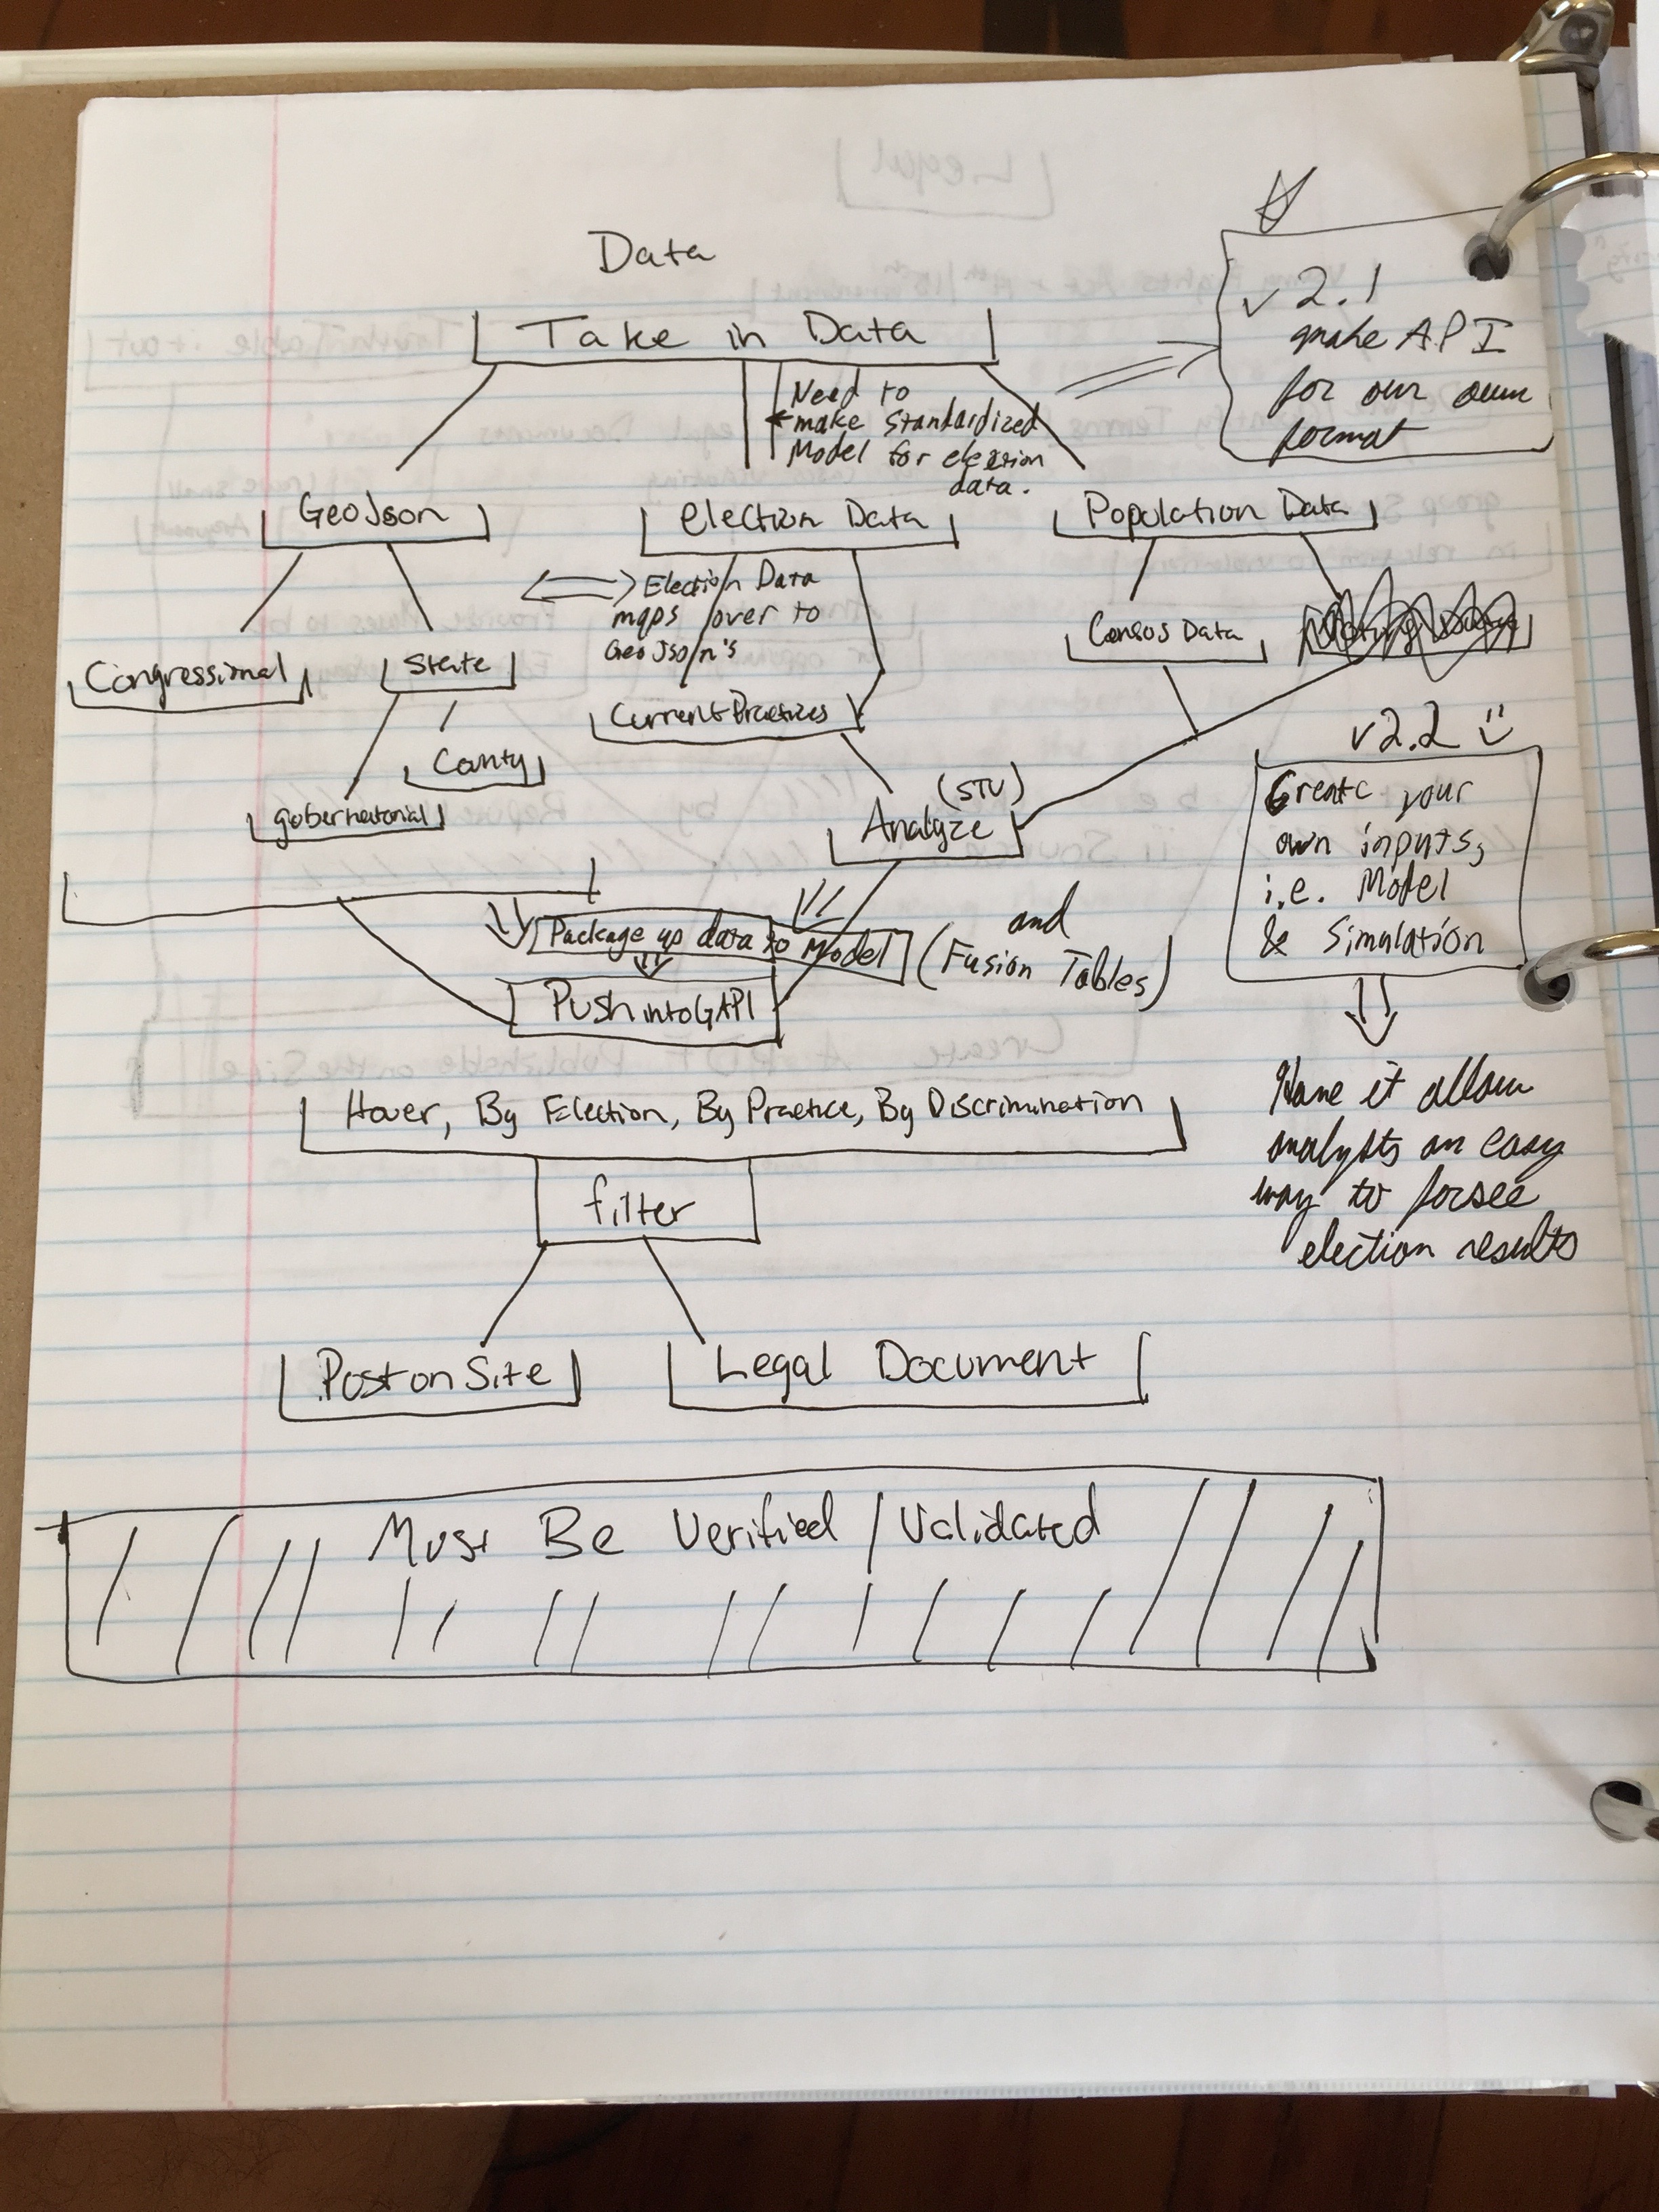 Data
Take in Data
Need to
make Standardized
Model for election
data.
v 2.1
make API
for our own
format
GeoJson
election Data
Population Data
Election Data
maps over to
GeoJson's
Congressional
State
Current Practices
Census Data
County
gobernatorial
(STV)
Analyze
v2.2
Create your
own inputs,
i.e. Model
& Simulation
Package up data to Model
(and
Fusion Tables)
Push into GAPI
Have it allow
analysts an easy
way to forsee
election results
Hover, By Election, By Practice, By Discrimination
filter
Post on Site
Legal Document
Must Be Verified / Validated